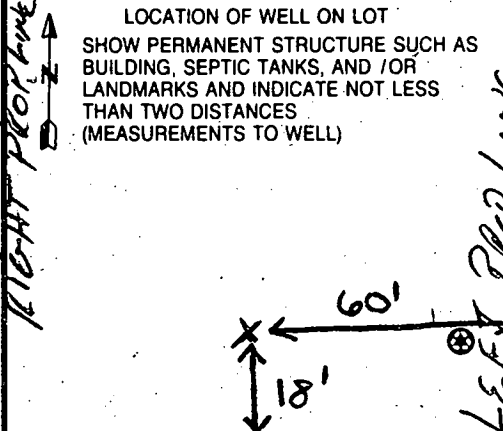 LOCATION OF WELL ON LOT
SHOW PERMANENT STRUCTURE SUCH AS
BUILDING, SEPTIC TANKS, AND / OR
LANDMARKS AND INDICATE NOT LESS
THAN TWO DISTANCES
(MEASUREMENTS TO WELL)
N
RIGHT PROP LINE
60'
X
18'